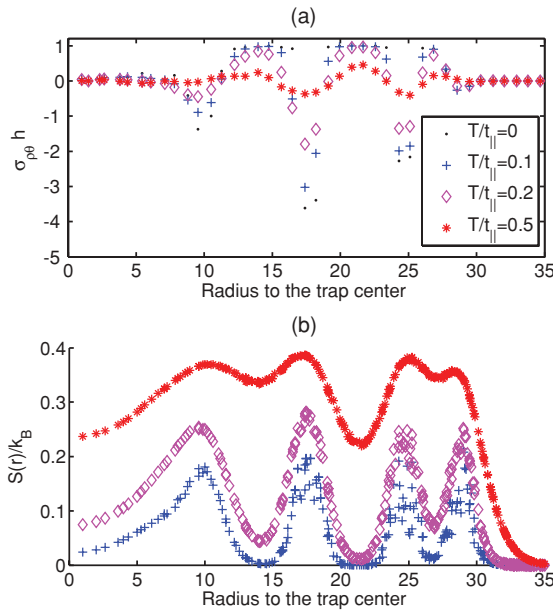 (a)
1
0
-1
-2
-3
-4
-5
σρθ h
T/t||=0
T/t||=0.1
T/t||=0.2
T/t||=0.5
0 5 10 15 20 25 30 35
Radius to the trap center
(b)
0.4
0.3
0.2
0.1
0
S(r)/kB
0 5 10 15 20 25 30 35
Radius to the trap center